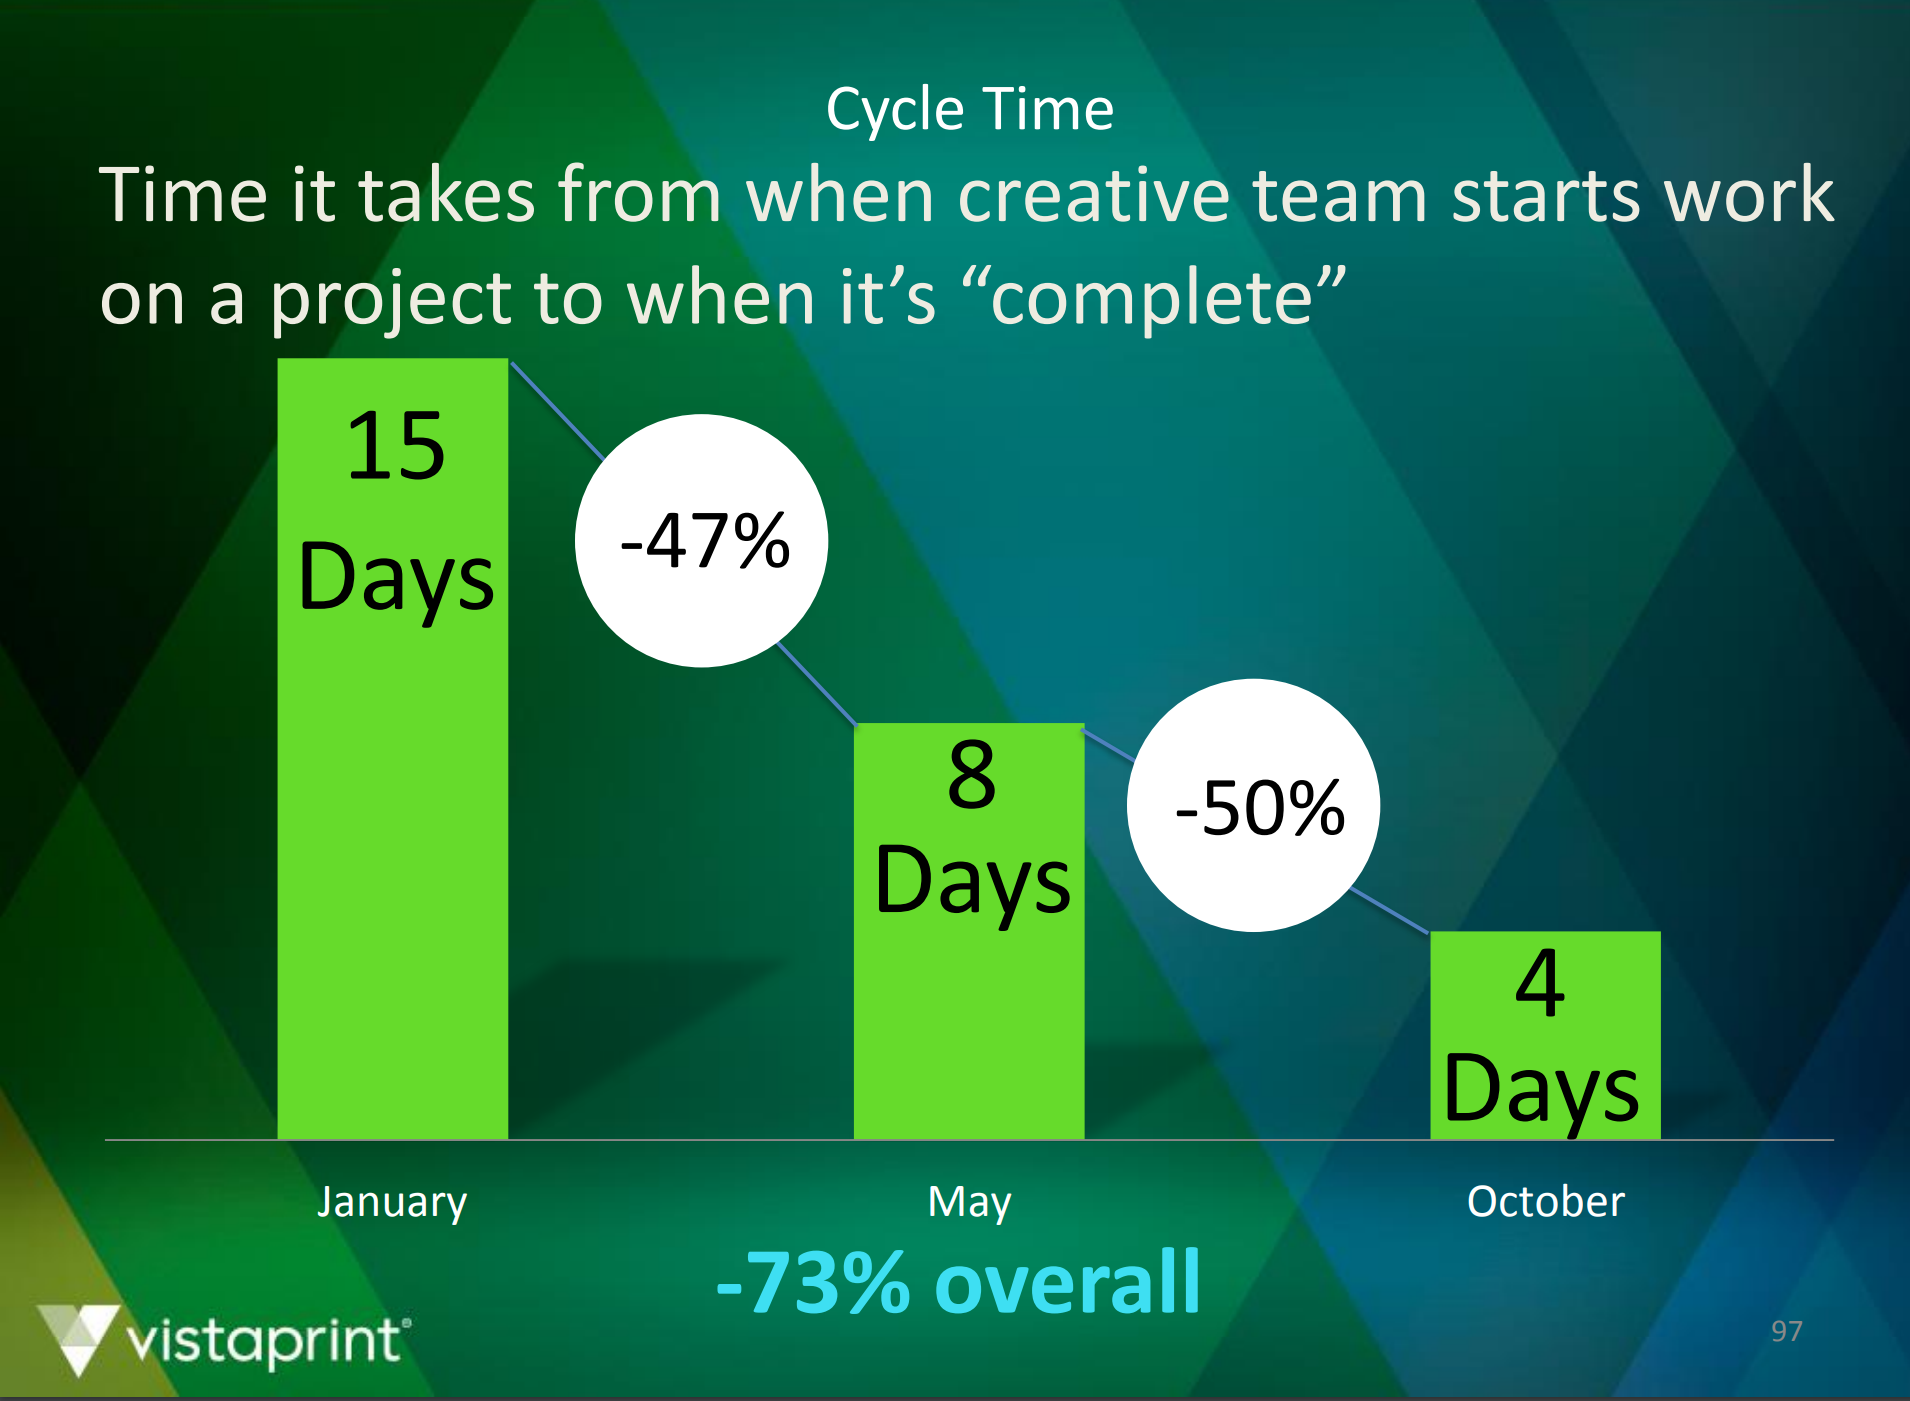 Cycle Time
Time it takes from when creative team starts work
on a project to when it’s “complete”
15
Days
-47%
8
Days
-50%
4
Days
January
May
October
-73% overall
vistaprint®
97